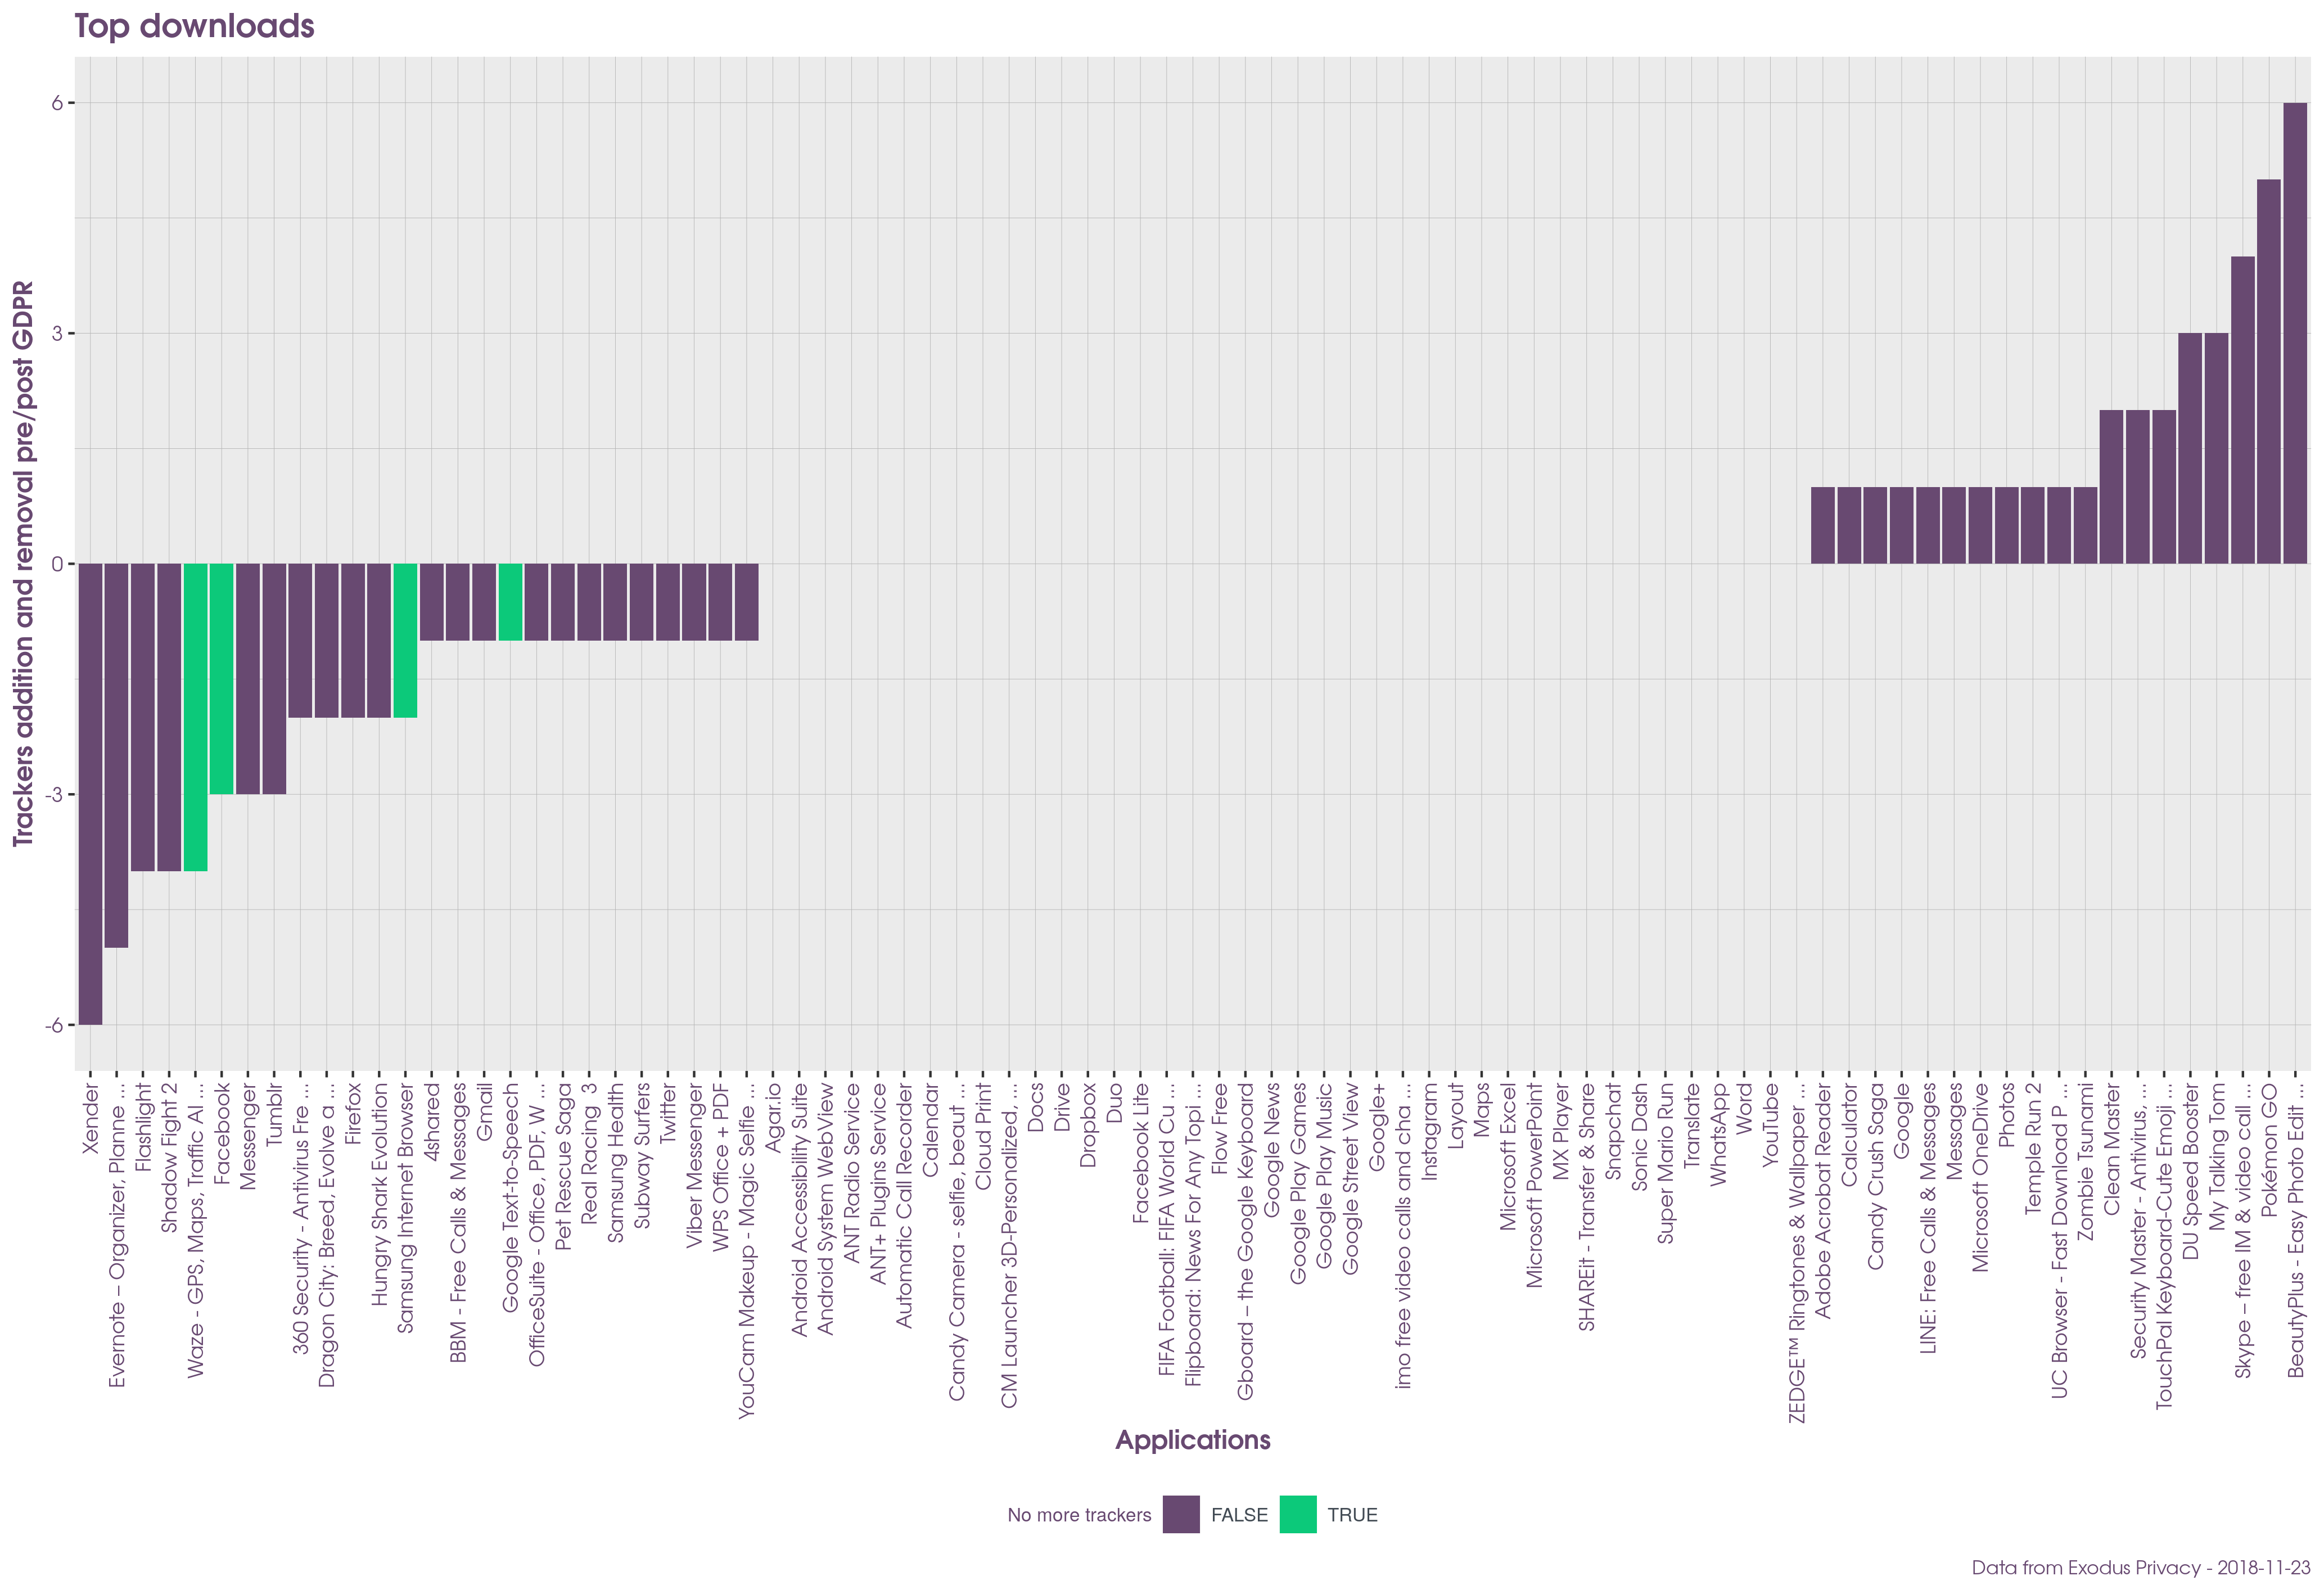 Top downloads
Trackers addition and removal pre/post GDPR
6
3
0
-3
-6
Xender
Evernote – Organizer, Planne ...
Flashlight
Shadow Fight 2
Waze - GPS, Maps, Traffic Al ...
Facebook
Messenger
Tumblr
360 Security - Antivirus Fre ...
Dragon City: Breed, Evolve a ...
Firefox
Hungry Shark Evolution
Samsung Internet Browser
4shared
BBM - Free Calls & Messages
Gmail
Google Text-to-Speech
OfficeSuite - Office, PDF, W ...
Pet Rescue Saga
Real Racing  3
Samsung Health
Subway Surfers
Twitter
Viber Messenger
WPS Office + PDF
YouCam Makeup - Magic Selfie ...
Agar.io
Android Accessibility Suite
Android System WebView
ANT Radio Service
ANT+ Plugins Service
Automatic Call Recorder
Calendar
Candy Camera - selfie, beaut ...
Cloud Print
CM Launcher 3D-Personalized, ...
Docs
Drive
Dropbox
Duo
Facebook Lite
FIFA Football: FIFA World Cu ...
Flipboard: News For Any Topi ...
Flow Free
Gboard – the Google Keyboard
Google News
Google Play Games
Google Play Music
Google Street View
Google+
imo free video calls and cha ...
Instagram
Layout
Maps
Microsoft Excel
Microsoft PowerPoint
MX Player
SHAREit - Transfer & Share
Snapchat
Sonic Dash
Super Mario Run
Translate
WhatsApp
Word
YouTube
ZEDGE™ Ringtones & Wallpaper ...
Adobe Acrobat Reader
Calculator
Candy Crush Saga
Google
LINE: Free Calls & Messages
Messages
Microsoft OneDrive
Photos
Temple Run 2
UC Browser - Fast Download P ...
Zombie Tsunami
Clean Master
Security Master - Antivirus, ...
TouchPal Keyboard-Cute Emoji ...
DU Speed Booster
My Talking Tom
Skype – free IM & video call ...
Pokémon GO
BeautyPlus - Easy Photo Edit ...
Applications
No more trackers FALSE TRUE
Data from Exodus Privacy - 2018-11-23